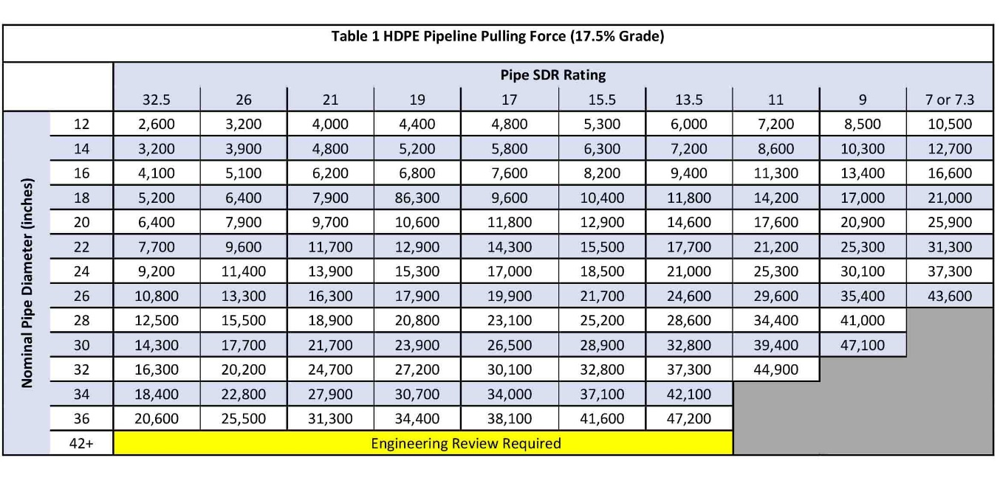 Table 1 HDPE Pipeline Pulling Force (17.5% Grade)
Pipe SDR Rating
32.5 26 21 19 17 15.5 13.5 11 9 7 or 7.3
Nominal Pipe Diameter (inches)
12 2,600 3,200 4,000 4,400 4,800 5,300 6,000 7,200 8,500 10,500
14 3,200 3,900 4,800 5,200 5,800 6,300 7,200 8,600 10,300 12,700
16 4,100 5,100 6,200 6,800 7,600 8,200 9,400 11,300 13,400 16,600
18 5,200 6,400 7,900 86,300 9,600 10,400 11,800 14,200 17,000 21,000
20 6,400 7,900 9,700 10,600 11,800 12,900 14,600 17,600 20,900 25,900
22 7,700 9,600 11,700 12,900 14,300 15,500 17,700 21,200 25,300 31,300
24 9,200 11,400 13,900 15,300 17,000 18,500 21,000 25,300 30,100 37,300
26 10,800 13,300 16,300 17,900 19,900 21,700 24,600 29,600 35,400 43,600
28 12,500 15,500 18,900 20,800 23,100 25,200 28,600 34,400 41,000
30 14,300 17,700 21,700 23,900 26,500 28,900 32,800 39,400 47,100
32 16,300 20,200 24,700 27,200 30,100 32,800 37,300 44,900
34 18,400 22,800 27,900 30,700 34,000 37,100 42,100
36 20,600 25,500 31,300 34,400 38,100 41,600 47,200
42+ Engineering Review Required